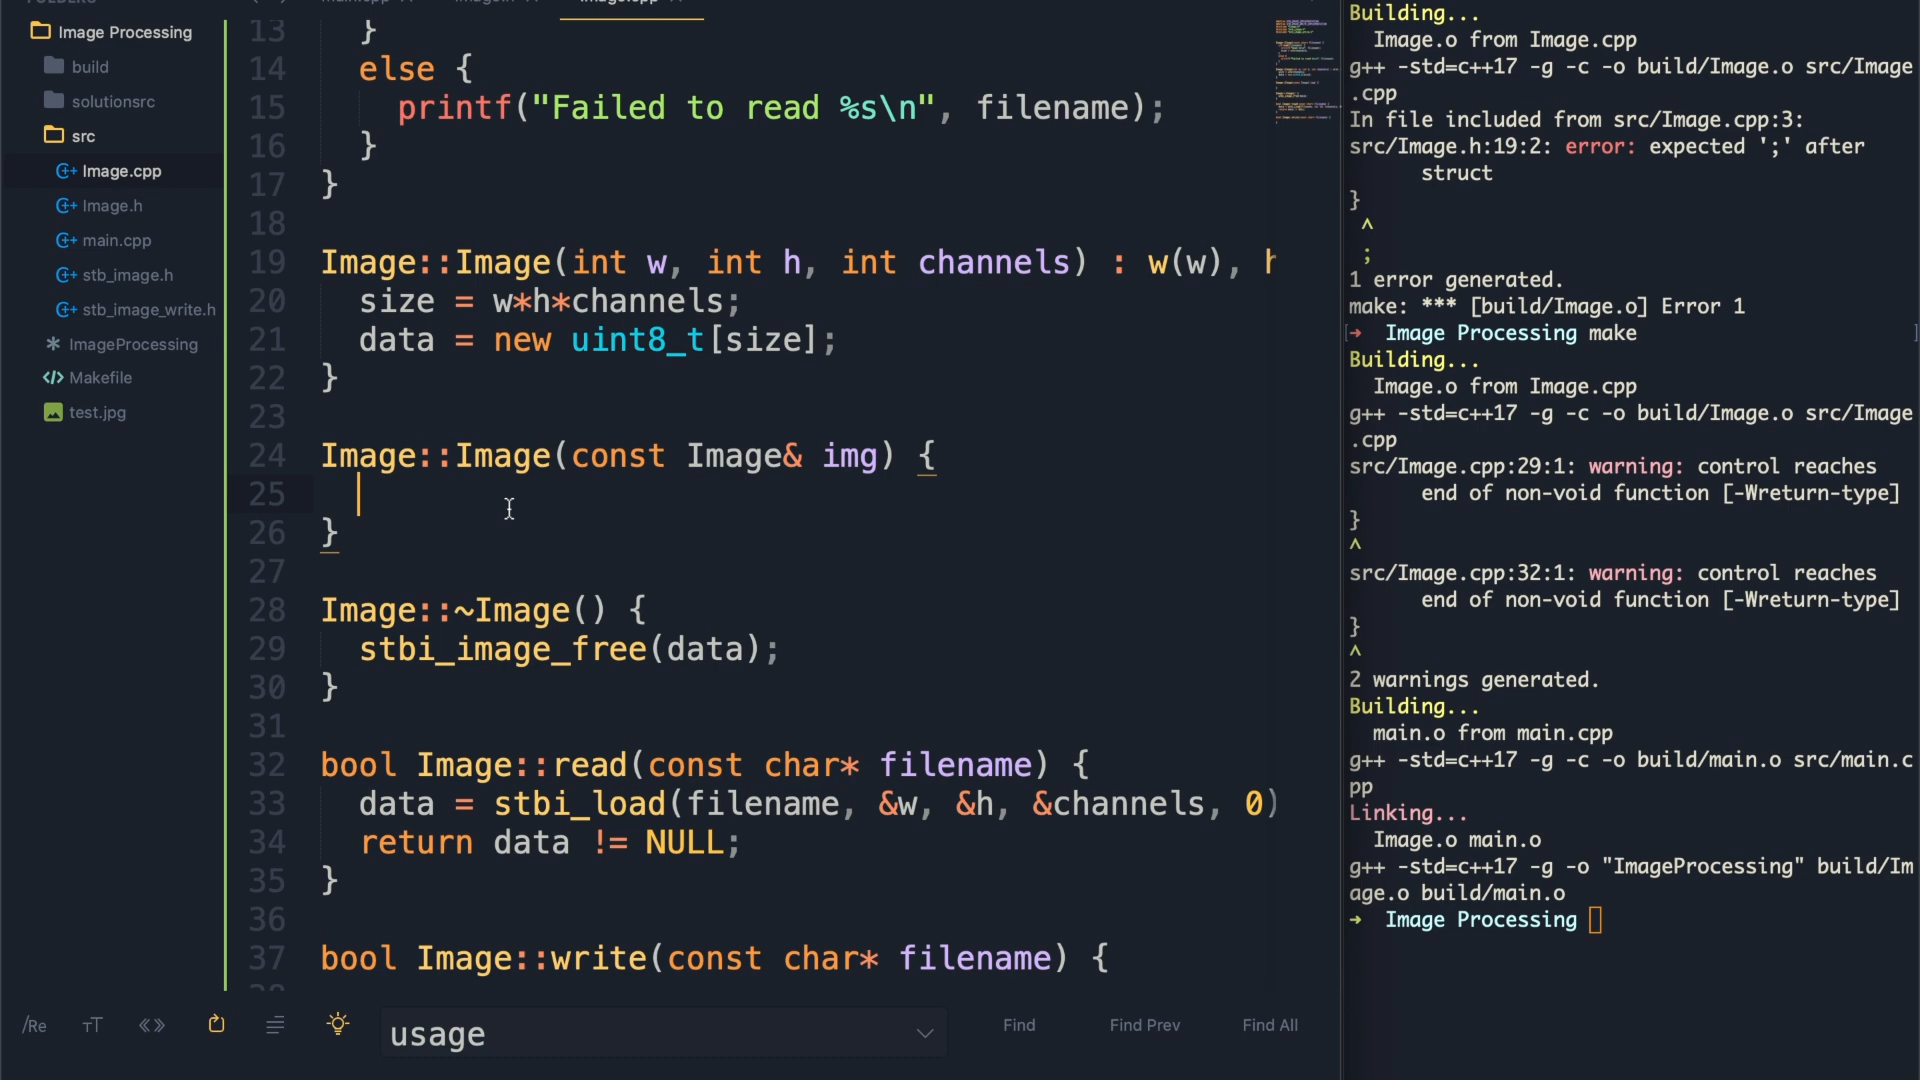 Image Processing
build
solutionsrc
src
Image.cpp
Image.h
main.cpp
stb_image.h
stb_image_write.h
ImageProcessing
Makefile
test.jpg
13   }
14   else {
15     printf("Failed to read %s\n", filename);
16   }
17 }
18
19 Image::Image(int w, int h, int channels) : w(w), h
20   size = w*h*channels;
21   data = new uint8_t[size];
22 }
23
24 Image::Image(const Image& img) {
25
26 }
27
28 Image::~Image() {
29   stbi_image_free(data);
30 }
31
32 bool Image::read(const char* filename) {
33   data = stbi_load(filename, &w, &h, &channels, 0)
34   return data != NULL;
35 }
36
37 bool Image::write(const char* filename) {
/Re
usage
Find
Find Prev
Find All
Building...
  Image.o from Image.cpp
g++ -std=c++17 -g -c -o build/Image.o src/Image
.cpp
In file included from src/Image.cpp:3:
src/Image.h:19:2: error: expected ';' after
      struct
}
 ^
 ;
1 error generated.
make: *** [build/Image.o] Error 1
[→  Image Processing make ]
Building...
  Image.o from Image.cpp
g++ -std=c++17 -g -c -o build/Image.o src/Image
.cpp
src/Image.cpp:29:1: warning: control reaches
      end of non-void function [-Wreturn-type]
}
^
src/Image.cpp:32:1: warning: control reaches
      end of non-void function [-Wreturn-type]
}
^
2 warnings generated.
Building...
  main.o from main.cpp
g++ -std=c++17 -g -c -o build/main.o src/main.c
pp
Linking...
  Image.o main.o
g++ -std=c++17 -g -o "ImageProcessing" build/Im
age.o build/main.o
→  Image Processing